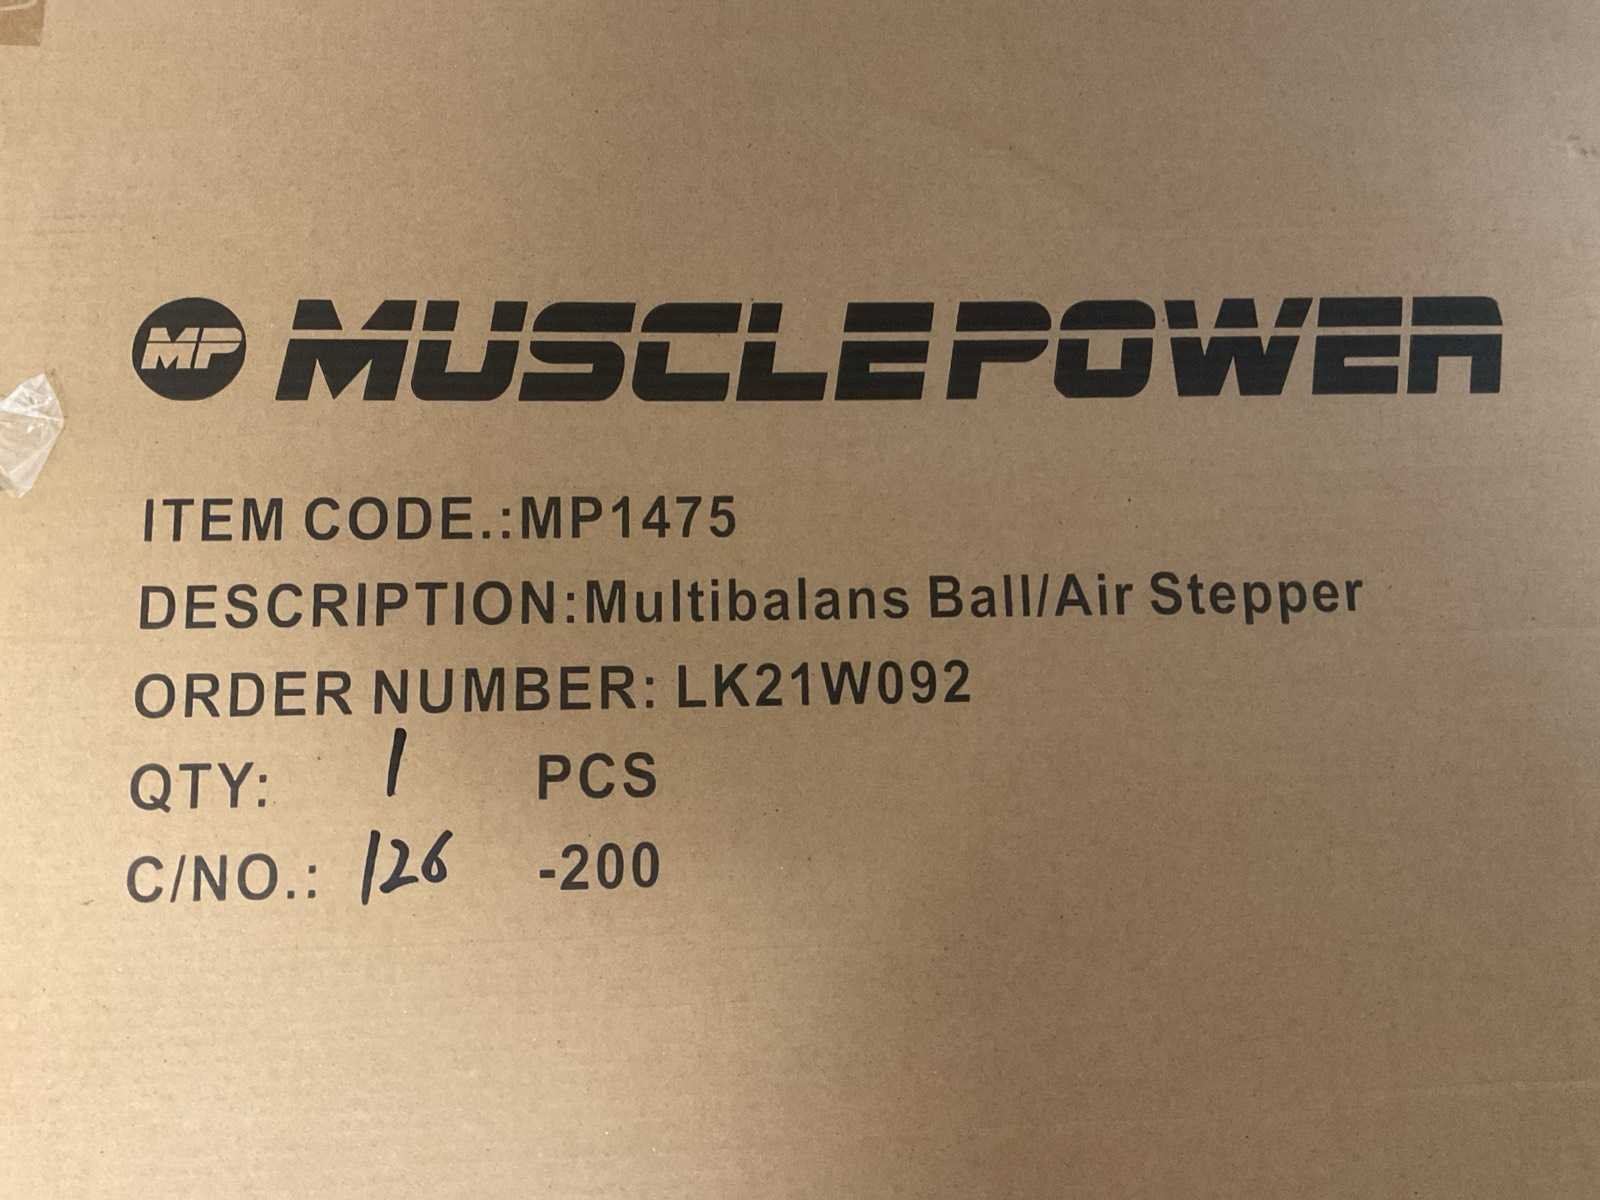 MP MUSCLEPOWER
ITEM CODE.:MP1475
DESCRIPTION:Multibalans Ball/Air Stepper
ORDER NUMBER: LK21W092
QTY: 1 PCS
C/NO.: 126 -200